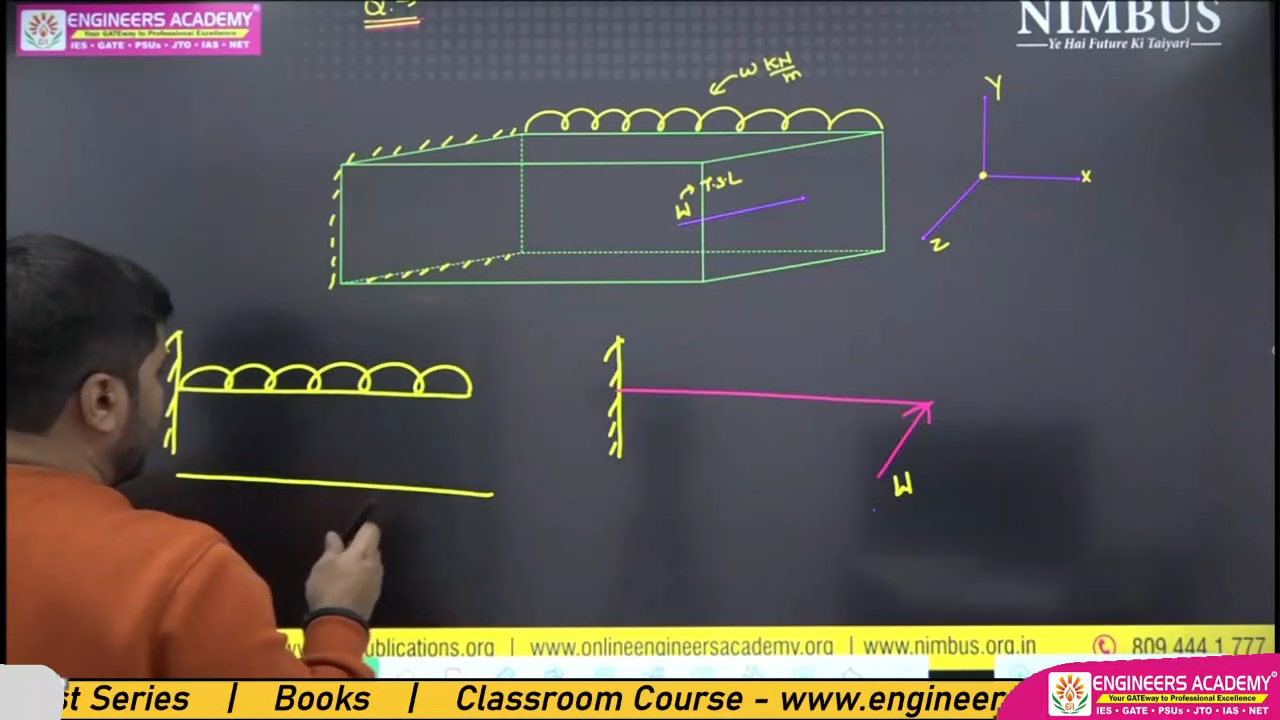 Q. →
ENGINEERS ACADEMY
Your GATEway to Professional Excellence
IES • GATE • PSUs • JTO • IAS • NET
NIMBUS
Ye Hai Future Ki Taiyari
w KN/m
Y
X
Z
W → T.S.L
W
ublications.org | www.onlineengineersacademy.org | www.nimbus.org.in
809 444 1 777
st Series | Books | Classroom Course - www.engineer
ENGINEERS ACADEMY
Your GATEway to Professional Excellence
IES • GATE • PSUs • JTO • IAS • NET